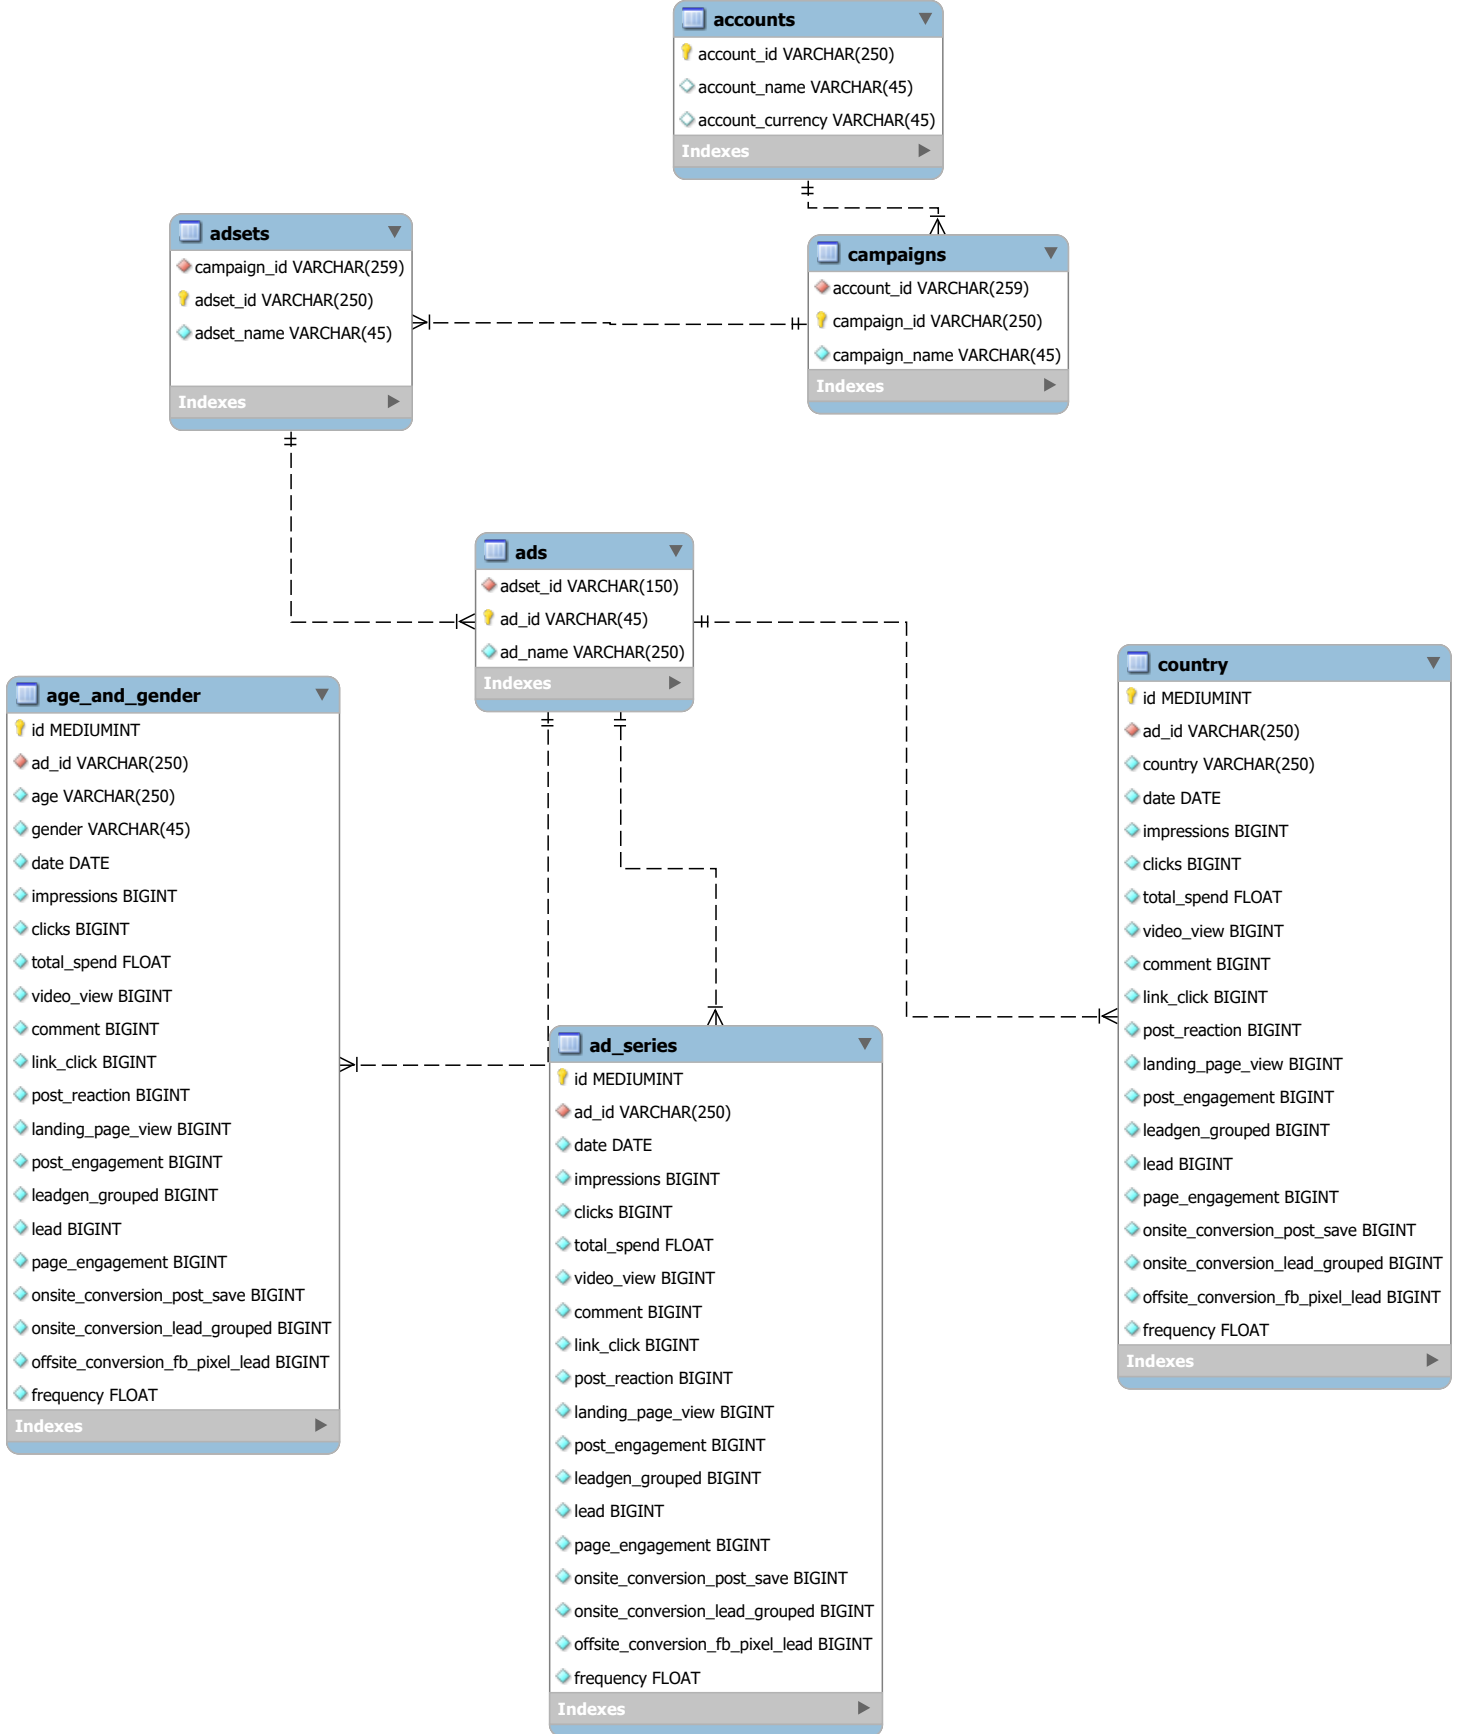 accounts
account_id VARCHAR(250)
account_name VARCHAR(45)
account_currency VARCHAR(45)
Indexes
adsets
campaign_id VARCHAR(259)
adset_id VARCHAR(250)
adset_name VARCHAR(45)
Indexes
campaigns
account_id VARCHAR(259)
campaign_id VARCHAR(250)
campaign_name VARCHAR(45)
Indexes
ads
adset_id VARCHAR(150)
ad_id VARCHAR(45)
ad_name VARCHAR(250)
Indexes
age_and_gender
id MEDIUMINT
ad_id VARCHAR(250)
age VARCHAR(250)
gender VARCHAR(45)
date DATE
impressions BIGINT
clicks BIGINT
total_spend FLOAT
video_view BIGINT
comment BIGINT
link_click BIGINT
post_reaction BIGINT
landing_page_view BIGINT
post_engagement BIGINT
leadgen_grouped BIGINT
lead BIGINT
page_engagement BIGINT
onsite_conversion_post_save BIGINT
onsite_conversion_lead_grouped BIGINT
offsite_conversion_fb_pixel_lead BIGINT
frequency FLOAT
Indexes
ad_series
id MEDIUMINT
ad_id VARCHAR(250)
date DATE
impressions BIGINT
clicks BIGINT
total_spend FLOAT
video_view BIGINT
comment BIGINT
link_click BIGINT
post_reaction BIGINT
landing_page_view BIGINT
post_engagement BIGINT
leadgen_grouped BIGINT
lead BIGINT
page_engagement BIGINT
onsite_conversion_post_save BIGINT
onsite_conversion_lead_grouped BIGINT
offsite_conversion_fb_pixel_lead BIGINT
frequency FLOAT
Indexes
country
id MEDIUMINT
ad_id VARCHAR(250)
country VARCHAR(250)
date DATE
impressions BIGINT
clicks BIGINT
total_spend FLOAT
video_view BIGINT
comment BIGINT
link_click BIGINT
post_reaction BIGINT
landing_page_view BIGINT
post_engagement BIGINT
leadgen_grouped BIGINT
lead BIGINT
page_engagement BIGINT
onsite_conversion_post_save BIGINT
onsite_conversion_lead_grouped BIGINT
offsite_conversion_fb_pixel_lead BIGINT
frequency FLOAT
Indexes